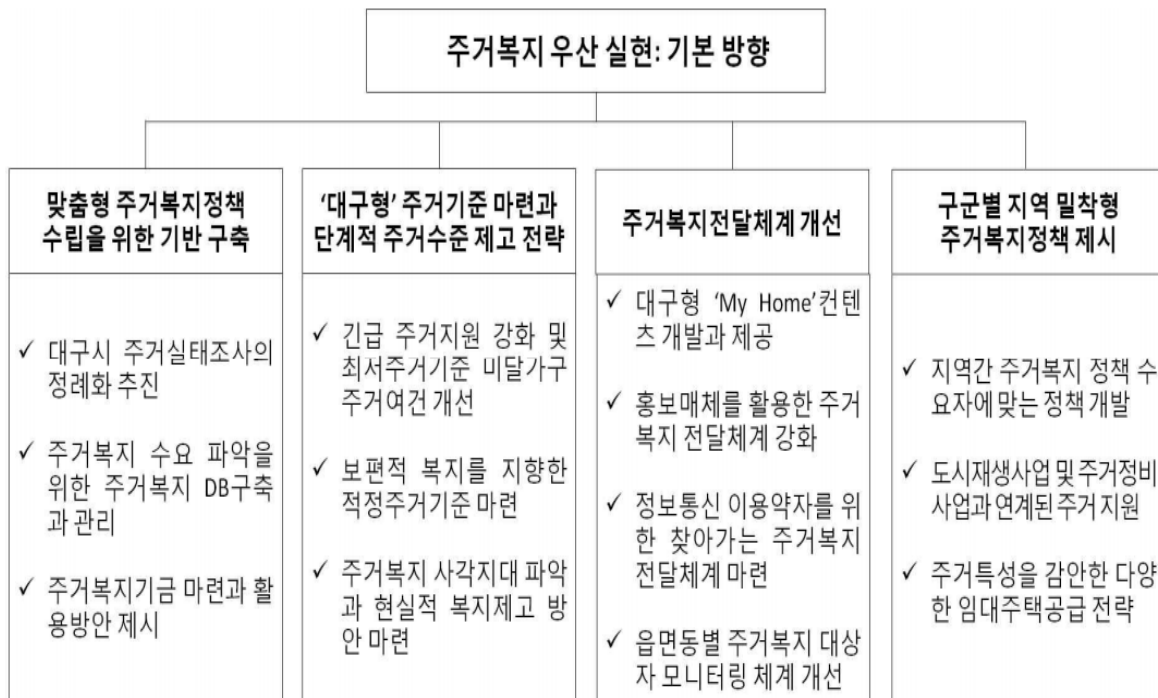 주거복지 우산 실현: 기본 방향
맞춤형 주거복지정책
수립을 위한 기반 구축
✓ 대구시 주거실태조사의
정례화 추진
✓ 주거복지 수요 파악을
위한 주거복지 DB구축
과 관리
✓ 주거복지기금 마련과 활
용방안 제시
‘대구형’ 주거기준 마련과
단계적 주거수준 제고 전략
✓ 긴급 주거지원 강화 및
최저주거기준 미달가구
주거여건 개선
✓ 보편적 복지를 지향한
적정주거기준 마련
✓ 주거복지 사각지대 파악
과 현실적 복지제고 방
안 마련
주거복지전달체계 개선
✓ 대구형 ‘My Home’컨텐
츠 개발과 제공
✓ 홍보매체를 활용한 주거
복지 전달체계 강화
✓ 정보통신 이용약자를 위
한 찾아가는 주거복지
전달체계 마련
✓ 읍면동별 주거복지 대상
자 모니터링 체계 개선
구군별 지역 밀착형
주거복지정책 제시
✓ 지역간 주거복지 정책 수
요자에 맞는 정책 개발
✓ 도시재생사업 및 주거정비
사업과 연계된 주거 지원
✓ 주거특성을 감안한 다양
한 임대주택공급 전략